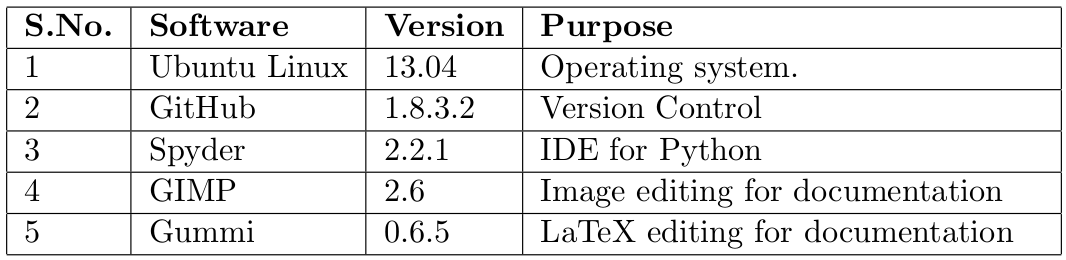 S.No. Software Version Purpose
1 Ubuntu Linux 13.04 Operating system.
2 GitHub 1.8.3.2 Version Control
3 Spyder 2.2.1 IDE for Python
4 GIMP 2.6 Image editing for documentation
5 Gummi 0.6.5 LaTeX editing for documentation